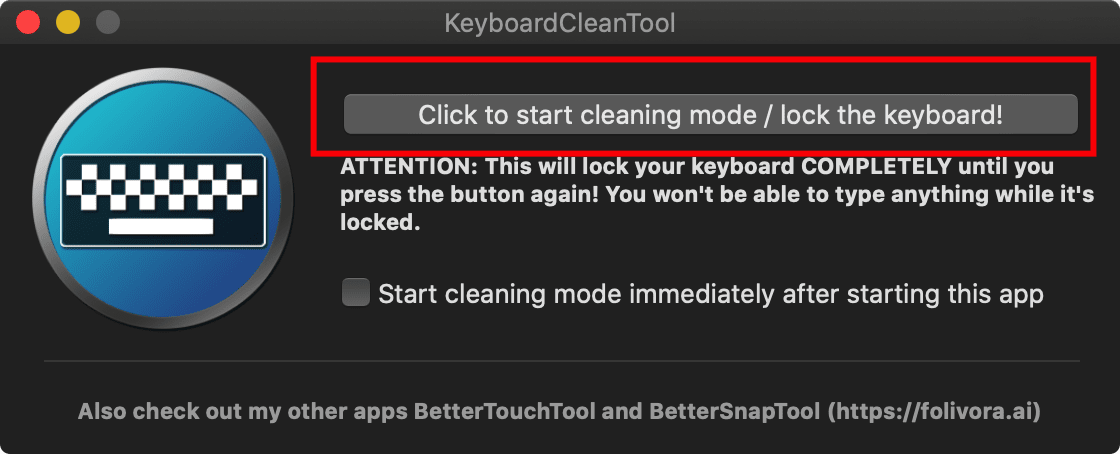 KeyboardCleanTool
Click to start cleaning mode / lock the keyboard!
ATTENTION: This will lock your keyboard COMPLETELY until you
press the button again! You won't be able to type anything while it's
locked.
Start cleaning mode immediately after starting this app
Also check out my other apps BetterTouchTool and BetterSnapTool (https://folivora.ai)